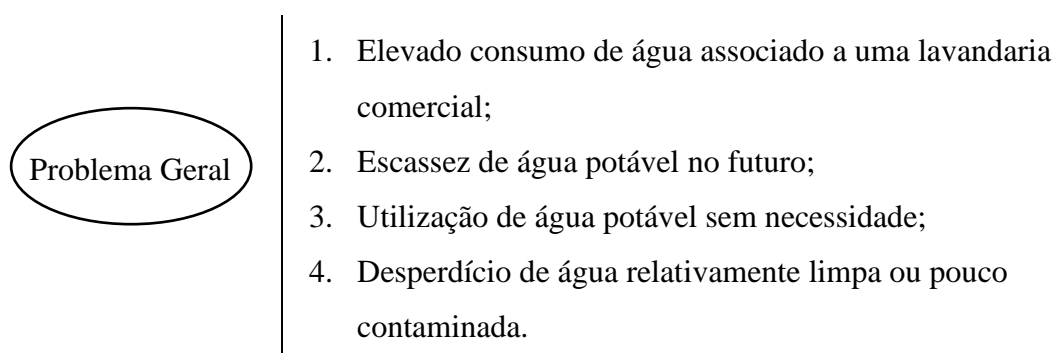 Problema Geral
1. Elevado consumo de água associado a uma lavandaria
comercial;
2. Escassez de água potável no futuro;
3. Utilização de água potável sem necessidade;
4. Desperdício de água relativamente limpa ou pouco
contaminada.